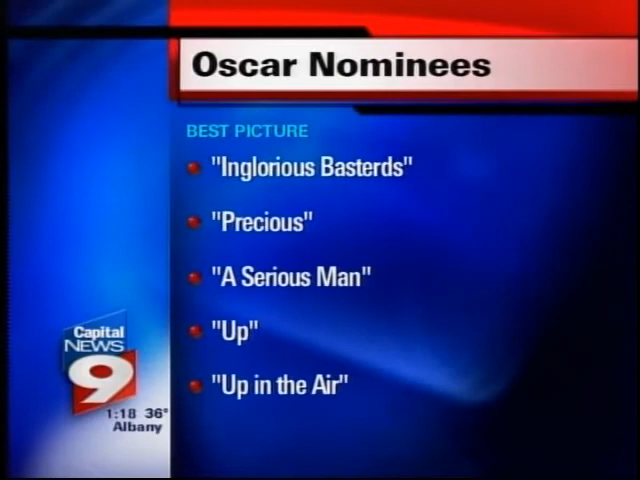 Oscar Nominees
BEST PICTURE
"Inglorious Basterds"
"Precious"
"A Serious Man"
"Up"
"Up in the Air"
Capital
NEWS
9
1:18 36°
Albany